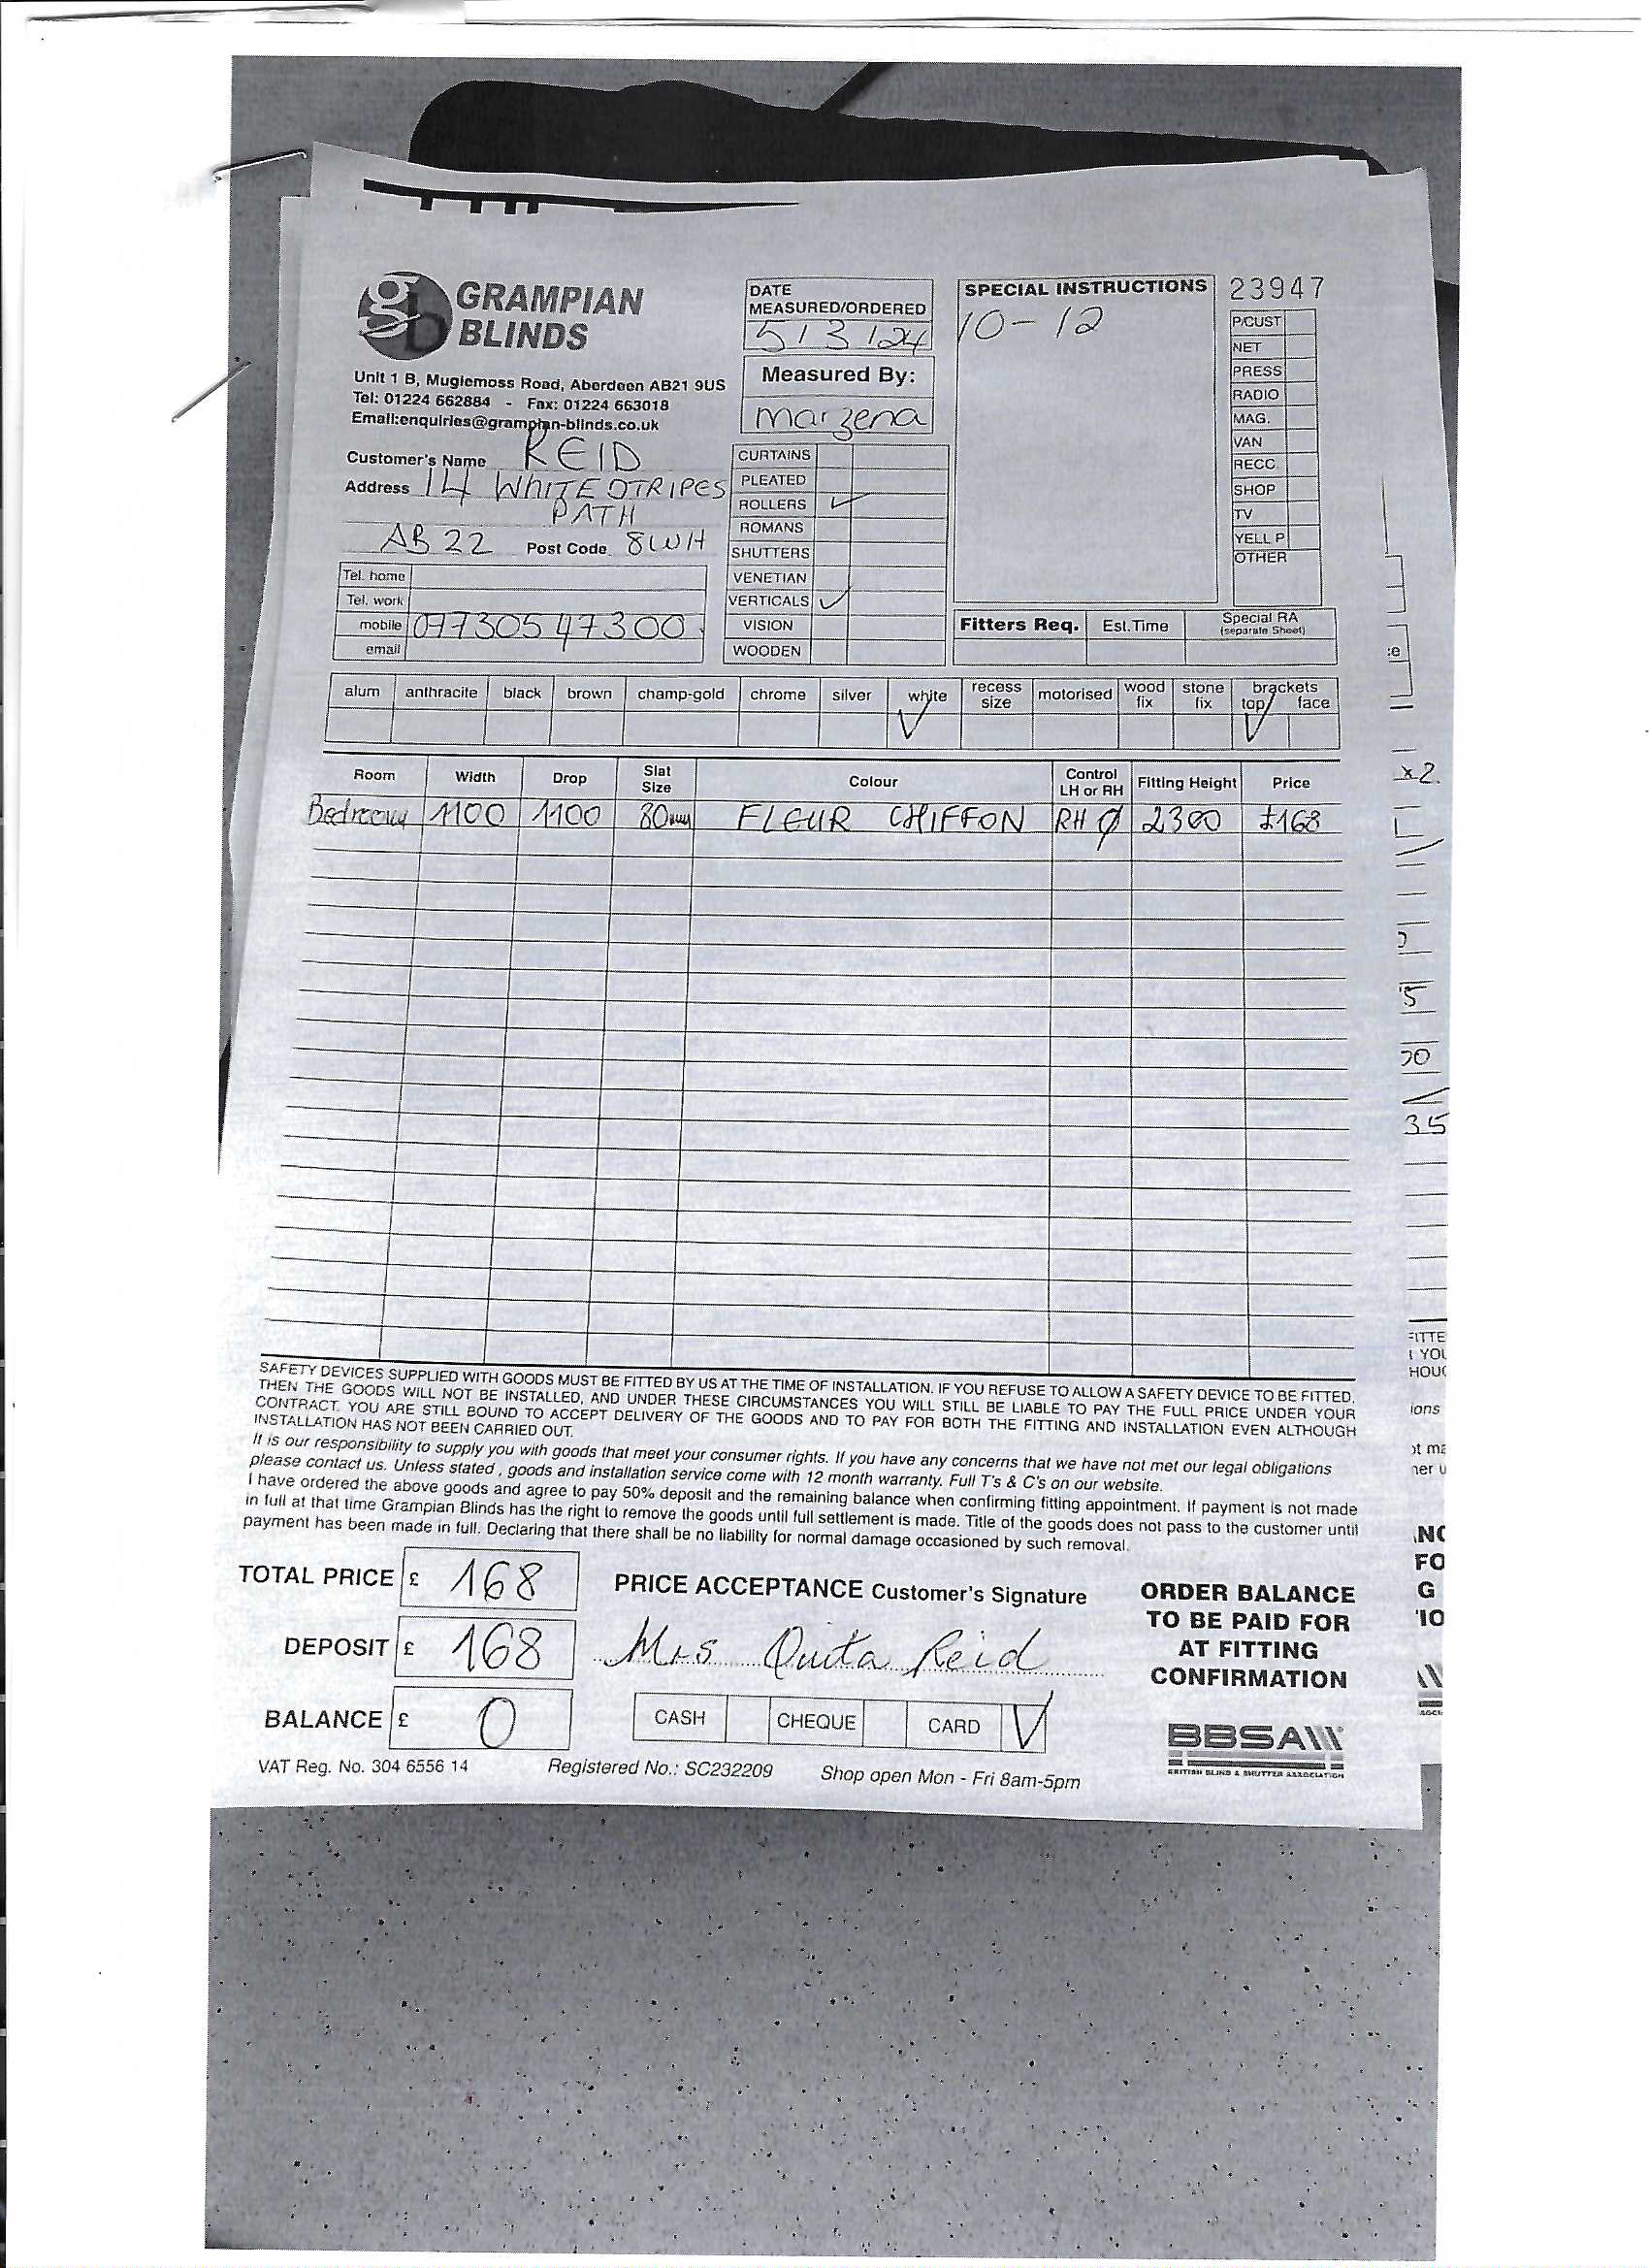 GRAMPIAN
BLINDS
Unit 1 B, Muglemoss Road, Aberdeen AB21 9US
Tel: 01224 662884 - Fax: 01224 663018
Email:enquiries@grampian-blinds.co.uk
Customer's Name REID
Address 14 WHITESTRIPES
PATH
AB 22 Post Code 8WH
Tel. home
Tel. work
mobile 07730547300
email
DATE
MEASURED/ORDERED
5/3/24
Measured By:
Marzena
CURTAINS
PLEATED
ROLLERS ✓
ROMANS
SHUTTERS
VENETIAN
VERTICALS ✓
VISION
WOODEN
SPECIAL INSTRUCTIONS
10-12
23947
P/CUST
NET
PRESS
RADIO
MAG.
VAN
RECC
SHOP
TV
YELL P
OTHER
Fitters Req. Est.Time Special RA
(separate Sheet)
alum anthracite black brown champ-gold chrome silver white ✓ recess size motorised wood fix stone fix brackets top ✓ face
Room Width Drop Slat Size Colour Control LH or RH Fitting Height Price
Bedroom 1100 1100 80mm FLEUR CHIFFON RH 2300 £168
SAFETY DEVICES SUPPLIED WITH GOODS MUST BE FITTED BY US AT THE TIME OF INSTALLATION. IF YOU REFUSE TO ALLOW A SAFETY DEVICE TO BE FITTED,
THEN THE GOODS WILL NOT BE INSTALLED, AND UNDER THESE CIRCUMSTANCES YOU WILL STILL BE LIABLE TO PAY THE FULL PRICE UNDER YOUR
CONTRACT. YOU ARE STILL BOUND TO ACCEPT DELIVERY OF THE GOODS AND TO PAY FOR BOTH THE FITTING AND INSTALLATION EVEN ALTHOUGH
INSTALLATION HAS NOT BEEN CARRIED OUT.
It is our responsibility to supply you with goods that meet your consumer rights. If you have any concerns that we have not met our legal obligations
please contact us. Unless stated , goods and installation service come with 12 month warranty. Full T's & C's on our website.
I have ordered the above goods and agree to pay 50% deposit and the remaining balance when confirming fitting appointment. If payment is not made
in full at that time Grampian Blinds has the right to remove the goods until full settlement is made. Title of the goods does not pass to the customer until
payment has been made in full. Declaring that there shall be no liability for normal damage occasioned by such removal.
TOTAL PRICE £ 168
DEPOSIT £ 168
BALANCE £ 0
PRICE ACCEPTANCE Customer's Signature
Mrs Reid
CASH CHEQUE CARD ✓
ORDER BALANCE
TO BE PAID FOR
AT FITTING
CONFIRMATION
BBSA
BRITISH BLIND & SHUTTER ASSOCIATION
VAT Reg. No. 304 6556 14 Registered No.: SC232209 Shop open Mon - Fri 8am-5pm
x2.
35